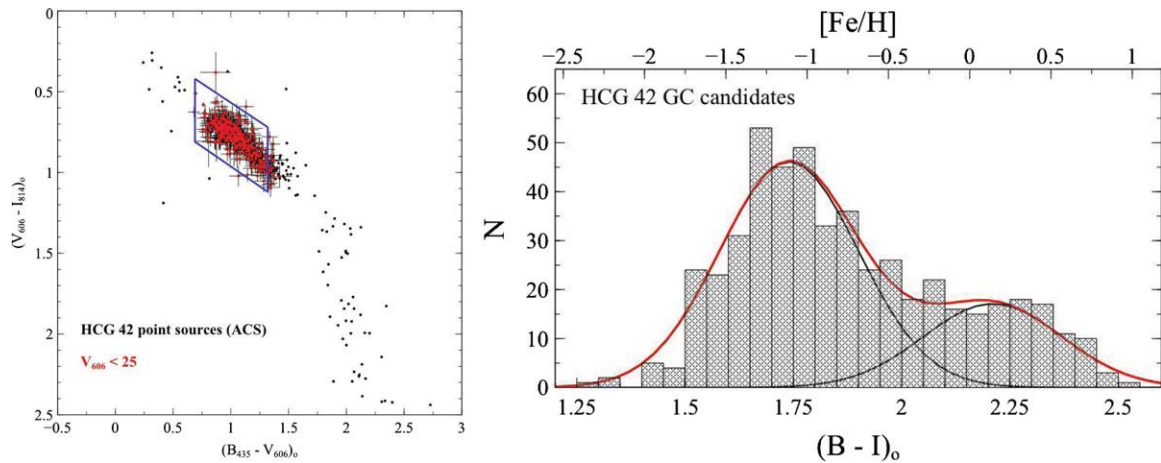 0
0.5
1
1.5
2
2.5
(V₆₀₆ - I₈₁₄)ₒ
HCG 42 point sources (ACS)
V₆₀₆ < 25
−0.5 0 0.5 1 1.5 2 2.5 3
(B₄₃₅ - V₆₀₆)ₒ
[Fe/H]
−2.5 −2 −1.5 −1 −0.5 0 0.5 1
HCG 42 GC candidates
60
50
40
30
20
10
0
N
1.25 1.5 1.75 2 2.25 2.5
(B - I)ₒ